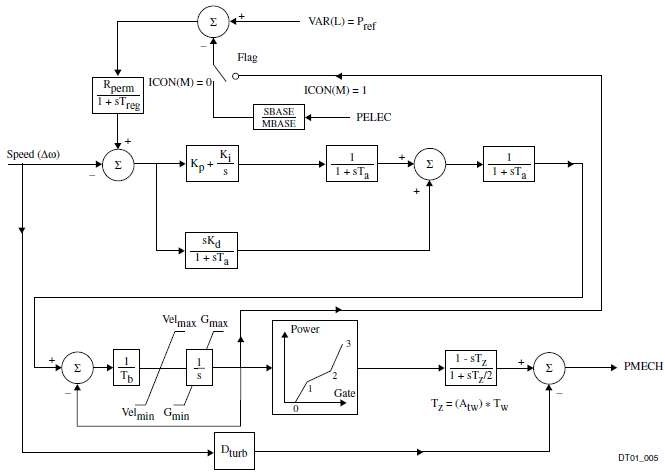 Σ
+
VAR(L) = Pref
–
Flag
Rperm
1 + sTreg
ICON(M) = 0
ICON(M) = 1
SBASE
MBASE
PELEC
+
Speed (Δω)
Σ
–
Kp + Ki
s
1
1 + sTa
+
Σ
+
1
1 + sTa
sKd
1 + sTa
Velmax Gmax
+
Σ
–
1
Tb
1
s
Velmin Gmin
Power
3
2
1
0
Gate
1 - sTz
1 + sTz/2
+
Σ
–
PMECH
Tz = (Atw) * Tw
Dturb
DT01_005